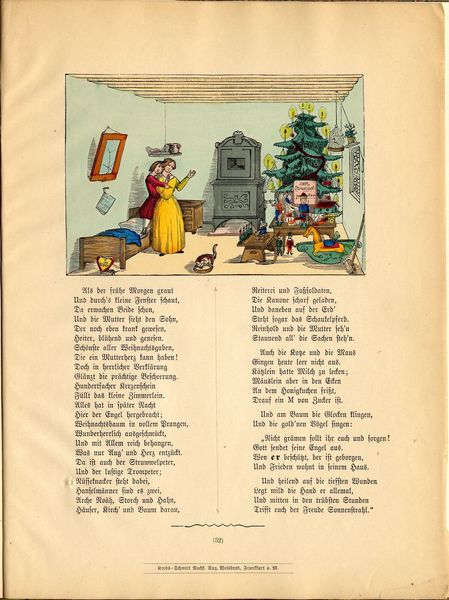 DER
Struwwel
peter
Als der frühe Morgen graut
Und durch's kleine Fenster schaut,
Da erwachen Beide schon,
Und die Mutter sieht den Sohn,
Der noch eben krank gewesen,
Heiter, blühend und genesen.
Schönste aller Weihnachtsgaben,
Die ein Mutterherz kann haben!
Doch in herrlicher Verklärung
Glänzt die prächtige Bescheerung.
Hundertfacher Kerzenschein
Füllt das kleine Zimmerlein.
Alles hat in später Nacht
Hier der Engel hergebracht;
Weihnachtsbaum in vollem Prangen,
Wunderherrlich ausgeschmückt,
Und mit Allem reich behangen,
Was nur Aug' und Herz entzückt.
Da ist auch der Struwwelpeter,
Und der lustige Trompeter;
Nüsseknacker steht dabei,
Hanselmänner sind es zwei,
Arche Noäh, Storch und Hahn,
Häuser, Kirch' und Baum daran,
Reiterei und Fußsoldaten,
Die Kanone scharf geladen,
Und daneben auf der Erd'
Steht sogar das Schaukelpferd.
Reinhold und die Mutter seh'n
Staunend all' die Sachen steh'n.
Auch die Katze und die Maus
Gingen heute leer nicht aus.
Kätzlein hatte Milch zu lecken;
Mäuslein aber in den Ecken
An dem Honigkuchen feist,
Drauf ein M von Zucker ist.
Und am Baum die Glocken klingen,
Und die gold'nen Vögel singen:
„Nicht grämen sollt ihr euch und sorgen!
Gott sendet seine Engel aus.
Wen er beschützt, der ist geborgen,
Und Frieden wohnt in seinem Haus.
Und heilend auf die tiefsten Wunden
Legt mild die Hand er allemal,
Und mitten in den trübsten Stunden
Trifft euch der Freude Sonnenstrahl."
(32)
Krebs-Schmitt Nachf. Aug. Weisbrod, Frankfurt a. M.